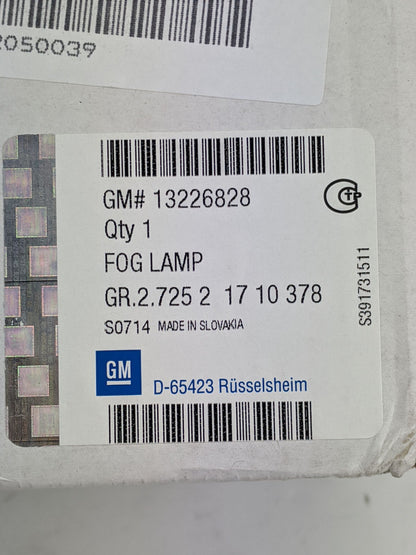 2050039
GM# 13226828
Qty 1
FOG LAMP
GR.2.725 2 17 10 378
S0714 MADE IN SLOVAKIA
GM
D-65423 Rüsselsheim
S391731511